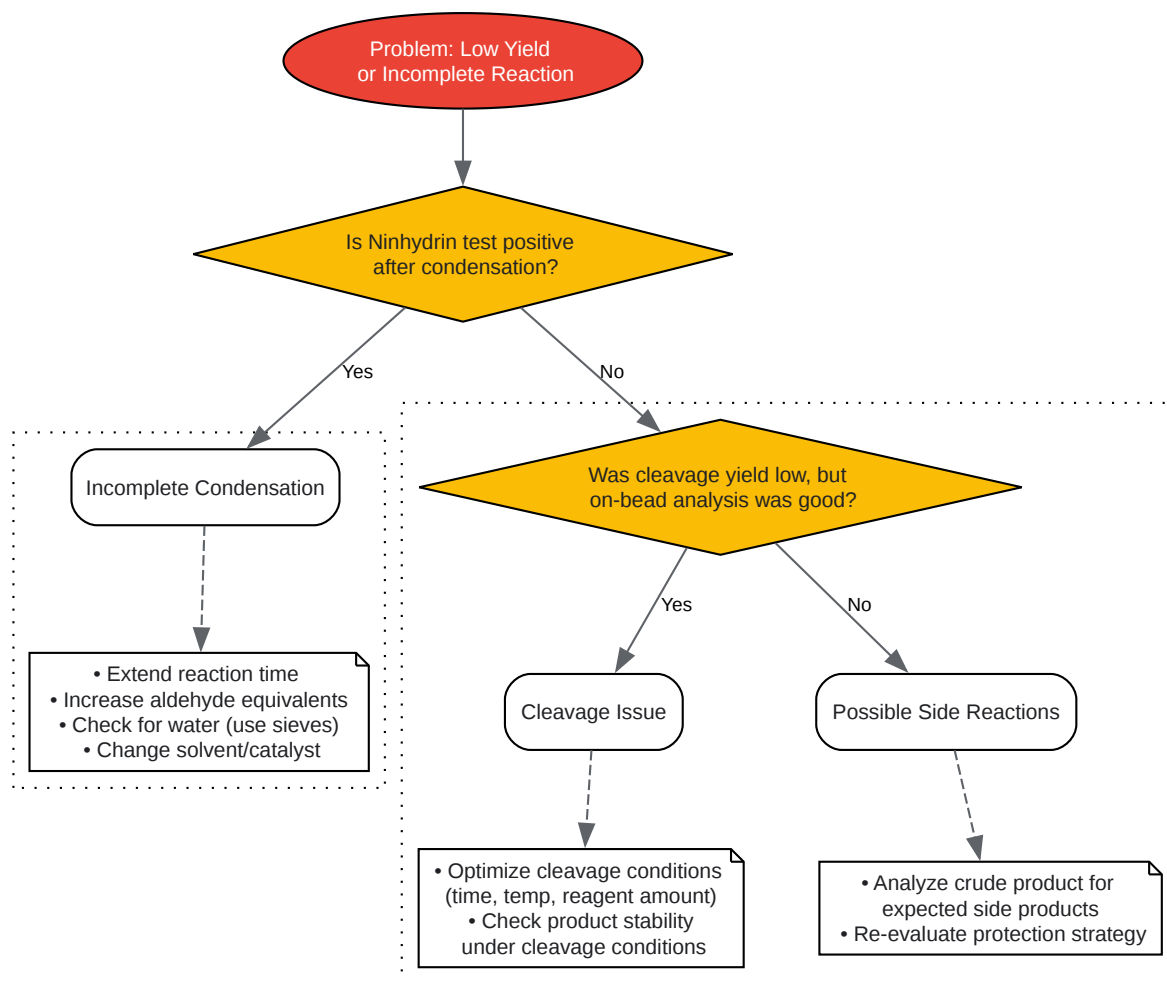 Problem: Low Yield
or Incomplete Reaction
Is Ninhydrin test positive
after condensation?
Yes
No
Incomplete Condensation
• Extend reaction time
• Increase aldehyde equivalents
• Check for water (use sieves)
• Change solvent/catalyst
Was cleavage yield low, but
on-bead analysis was good?
Yes
No
Cleavage Issue
Possible Side Reactions
• Optimize cleavage conditions
(time, temp, reagent amount)
• Check product stability
under cleavage conditions
• Analyze crude product for
expected side products
• Re-evaluate protection strategy